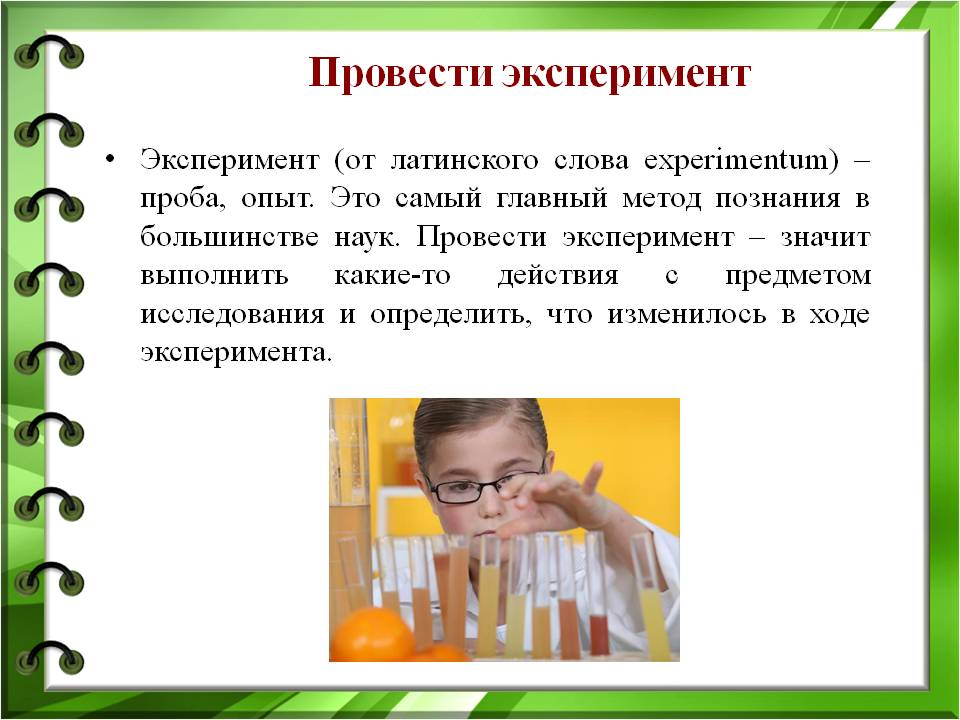 Провести эксперимент
• Эксперимент (от латинского слова experimentum) –
проба, опыт. Это самый главный метод познания в
большинстве наук. Провести эксперимент – значит
выполнить какие-то действия с предметом
исследования и определить, что изменилось в ходе
эксперимента.